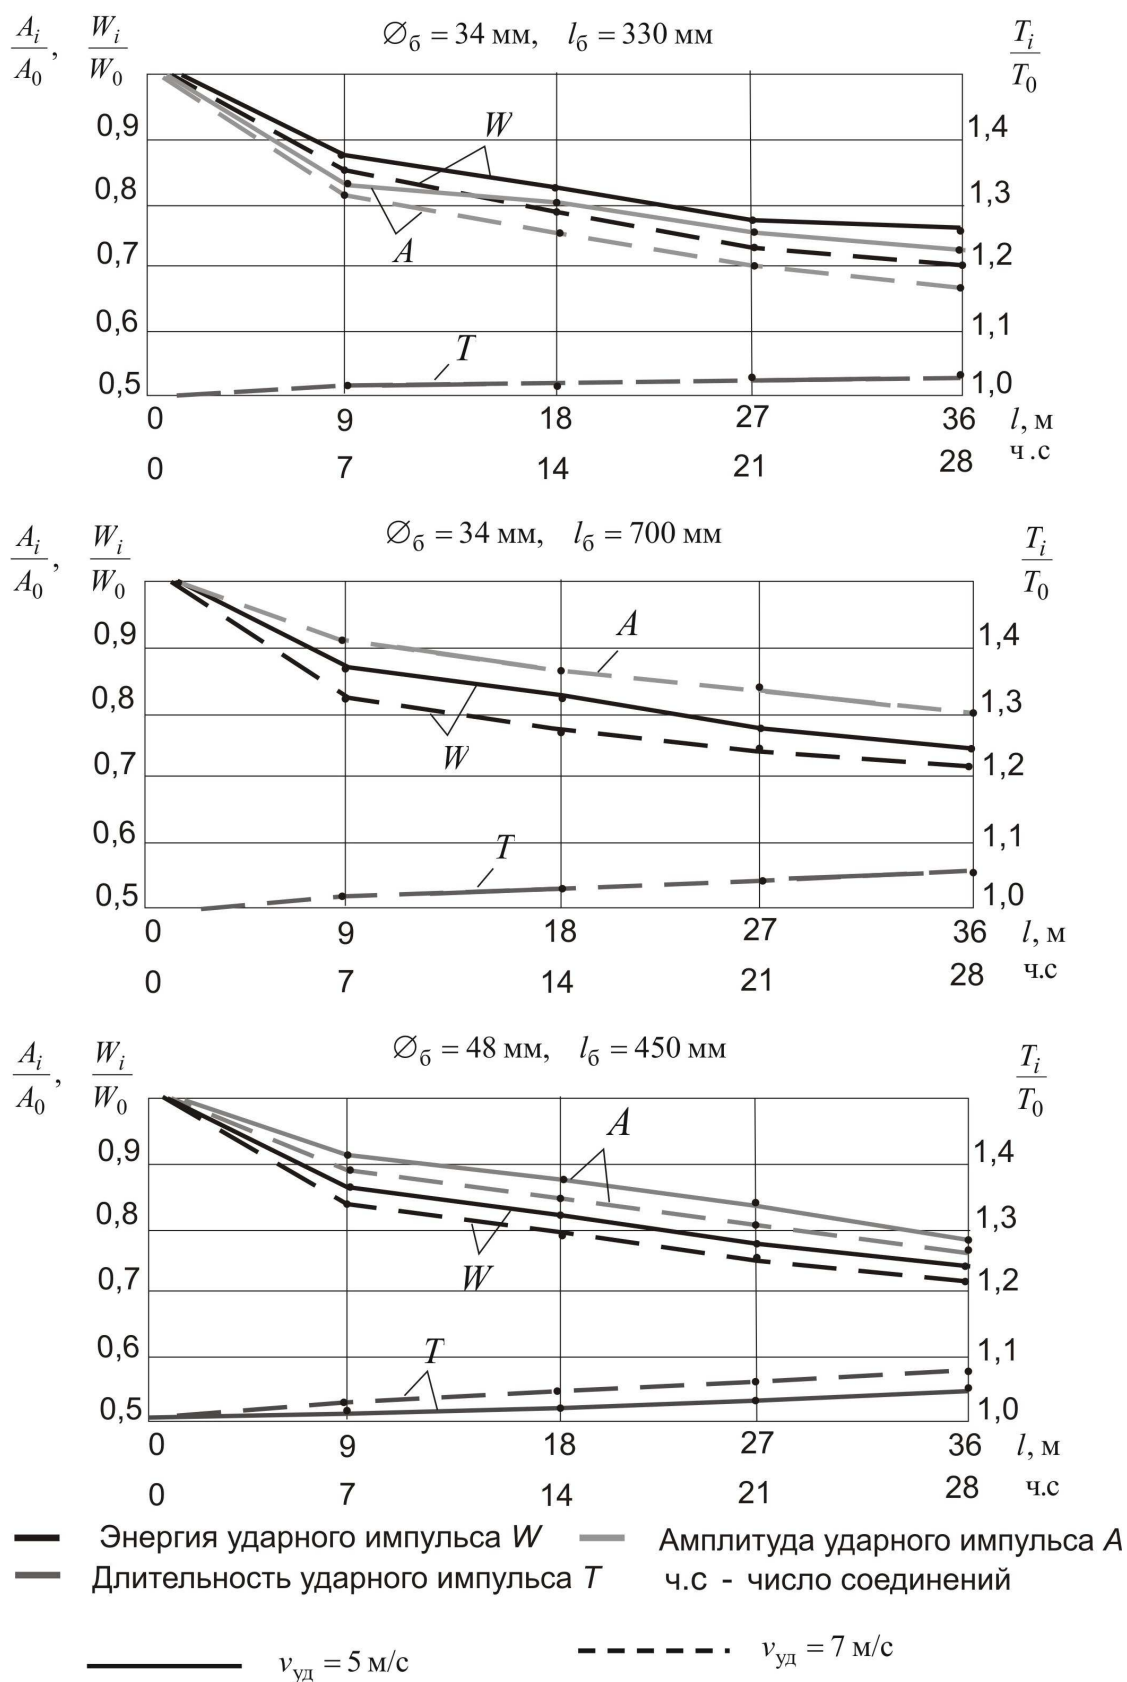 Ai/A0, Wi/W0 ∅б = 34 мм, lб = 330 мм Ti/T0
0,9 W 1,4
0,8 1,3
A
0,7 1,2
0,6 1,1
T
0,5 1,0
0 9 18 27 36 l, м
0 7 14 21 28 ч .с
Ai/A0, Wi/W0 ∅б = 34 мм, lб = 700 мм Ti/T0
0,9 A 1,4
0,8 1,3
W
0,7 1,2
0,6 1,1
T
0,5 1,0
0 9 18 27 36 l, м
0 7 14 21 28 ч.с
Ai/A0, Wi/W0 ∅б = 48 мм, lб = 450 мм Ti/T0
A
0,9 1,4
0,8 1,3
0,7 W 1,2
0,6 T 1,1
0,5 1,0
0 9 18 27 36 l, м
0 7 14 21 28 ч.с
Энергия ударного импульса W Амплитуда ударного импульса A
Длительность ударного импульса T ч.с - число соединений
vуд = 5 м/с vуд = 7 м/с